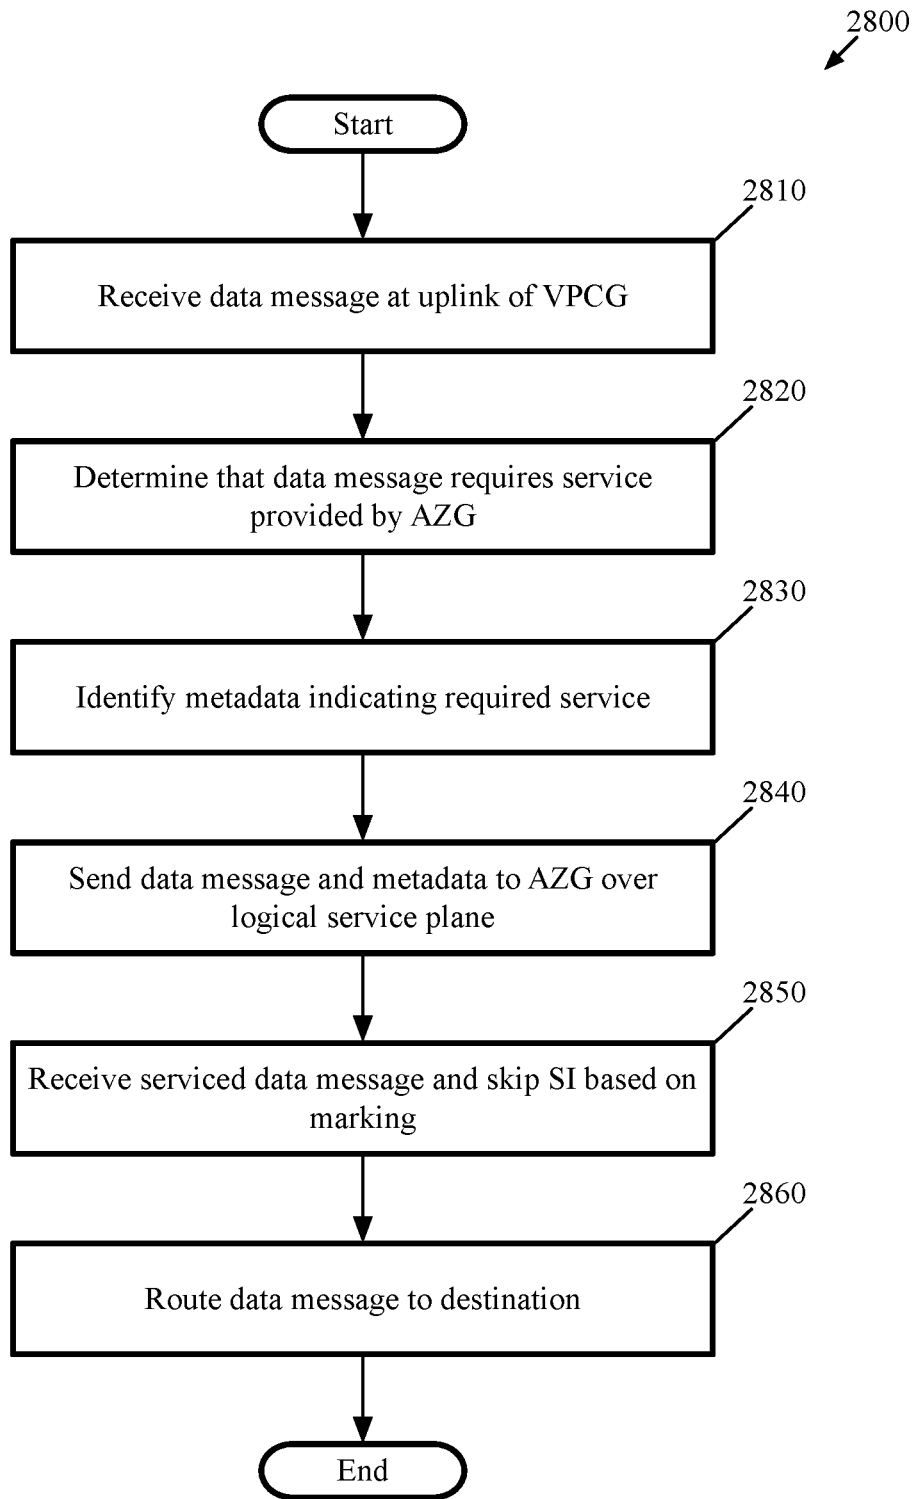 2800
Start
2810
Receive data message at uplink of VPCG
2820
Determine that data message requires service
provided by AZG
2830
Identify metadata indicating required service
2840
Send data message and metadata to AZG over
logical service plane
2850
Receive serviced data message and skip SI based on
marking
2860
Route data message to destination
End